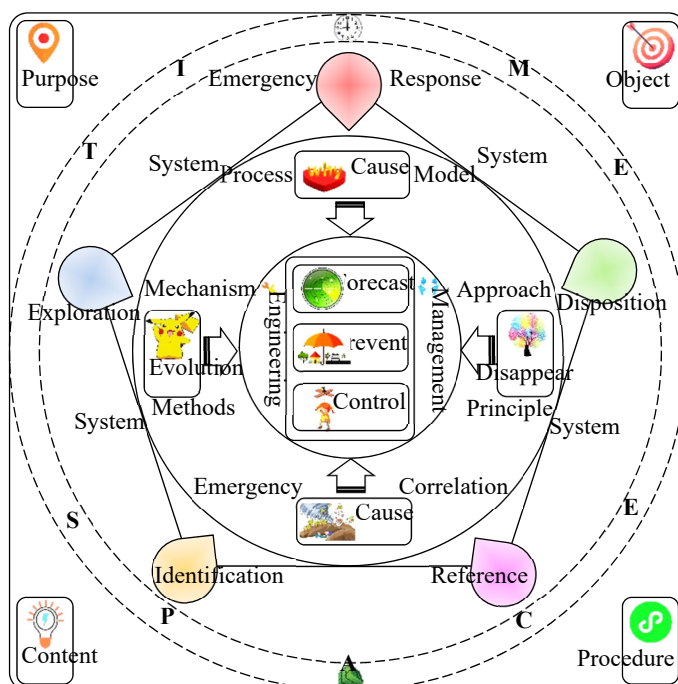 Purpose
Object
I
M
Emergency Response
T
E
System
System
Process
Cause
Model
Exploration
Mechanism
Approach
Disposition
Engineering
Forecast
Management
Evolution
revent
Disappear
Methods
Control
Principle
System
System
Emergency
Correlation
Cause
S
E
Identification
Reference
P
C
A
Content
Procedure